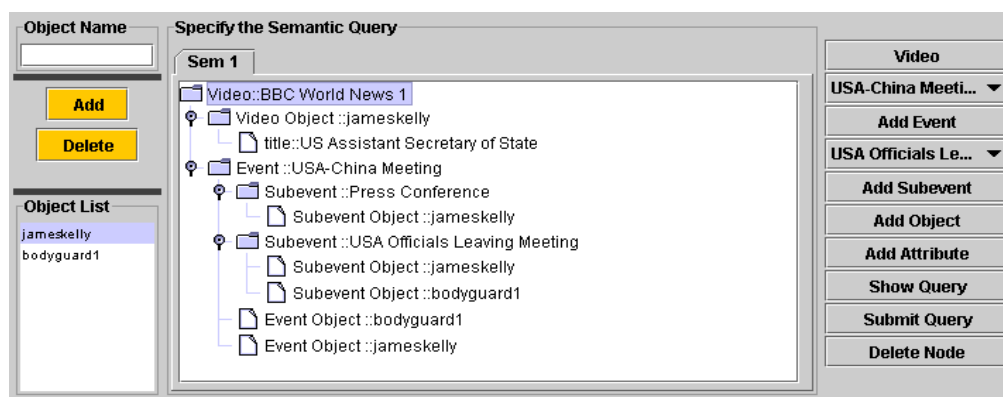 Object Name
Add
Delete
Object List
jameskelly
bodyguard1
Specify the Semantic Query
Sem 1
Video::BBC World News 1
Video Object ::jameskelly
title::US Assistant Secretary of State
Event ::USA-China Meeting
Subevent ::Press Conference
Subevent Object ::jameskelly
Subevent ::USA Officials Leaving Meeting
Subevent Object ::jameskelly
Subevent Object ::bodyguard1
Event Object ::bodyguard1
Event Object ::jameskelly
Video
USA-China Meeti...
Add Event
USA Officials Le...
Add Subevent
Add Object
Add Attribute
Show Query
Submit Query
Delete Node